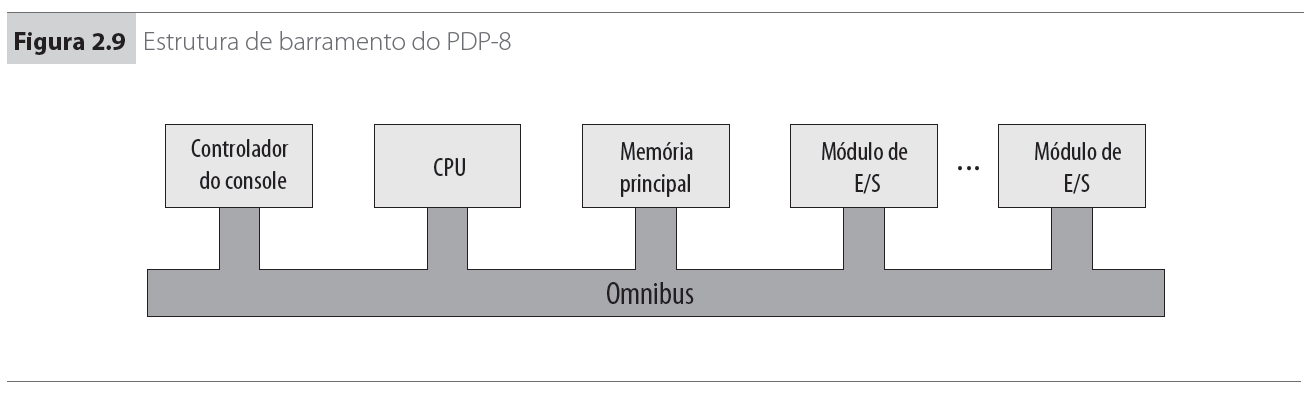 Figura 2.9 Estrutura de barramento do PDP-8
Controlador
do console
CPU
Memória
principal
Módulo de
E/S
...
Módulo de
E/S
Omnibus